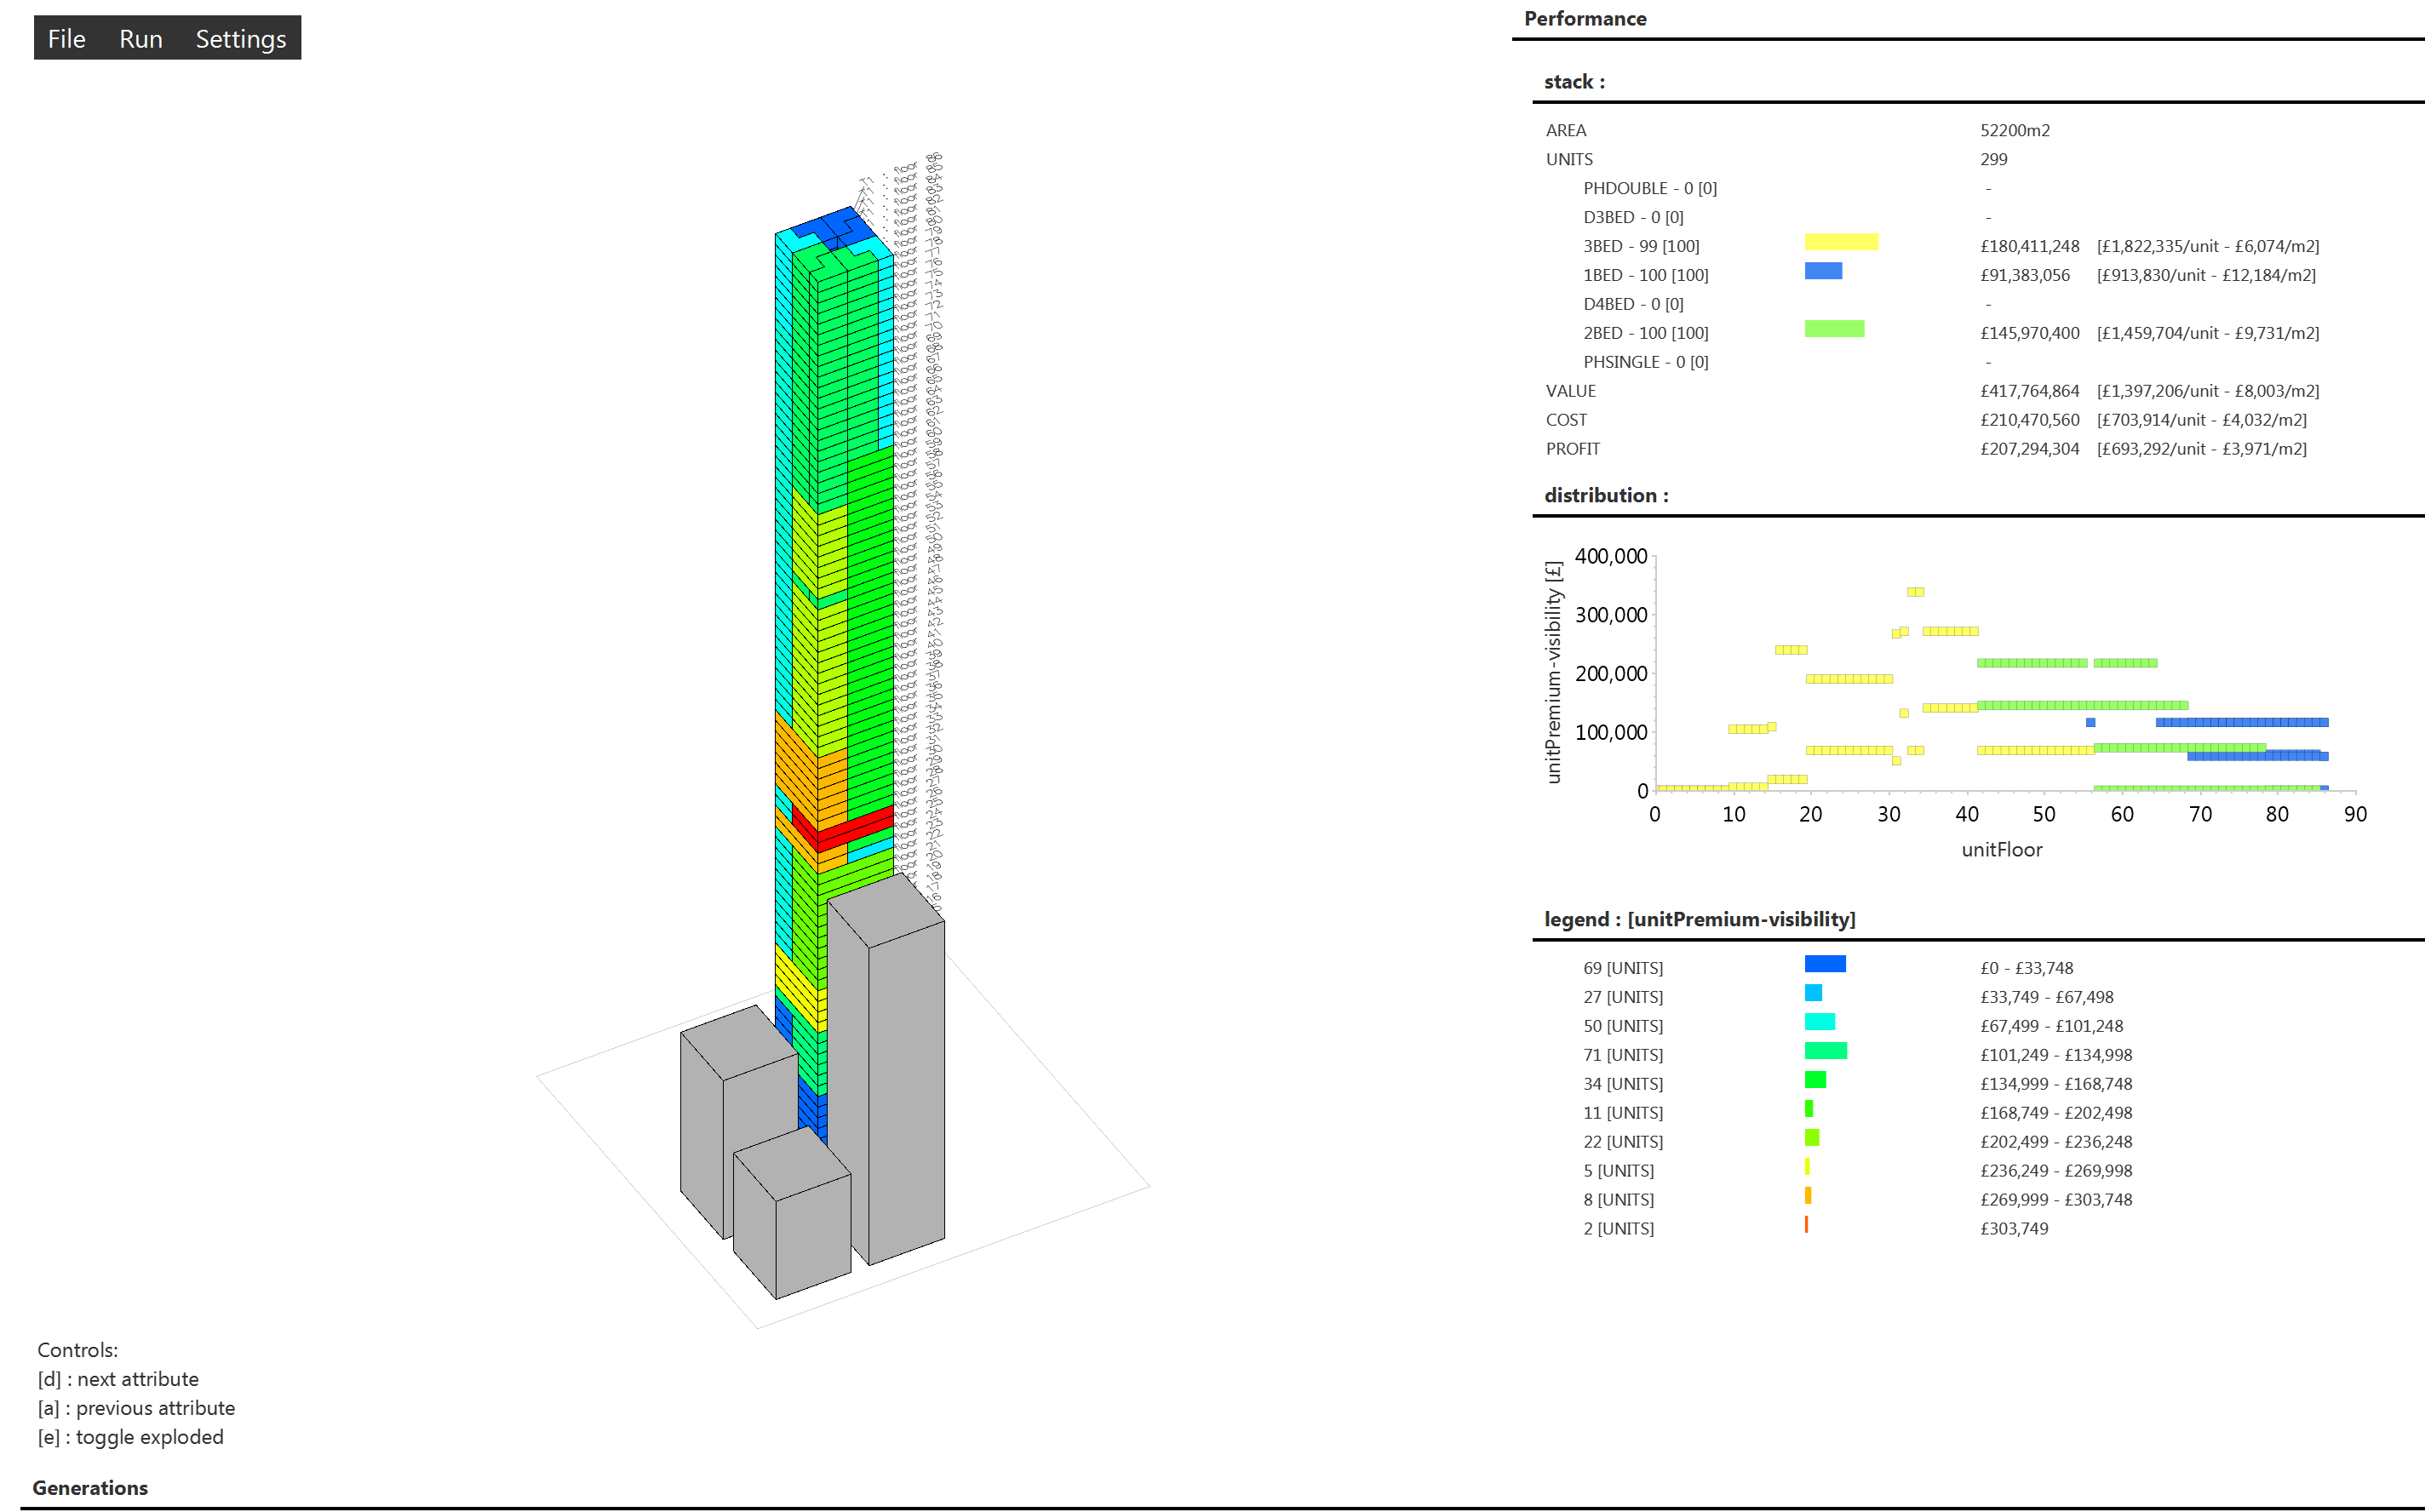 File Run Settings
Performance
stack :
AREA 52200m2
UNITS 299
PHDOUBLE - 0 [0] -
D3BED - 0 [0] -
3BED - 99 [100] £180,411,248 [£1,822,335/unit - £6,074/m2]
1BED - 100 [100] £91,383,056 [£913,830/unit - £12,184/m2]
D4BED - 0 [0] -
2BED - 100 [100] £145,970,400 [£1,459,704/unit - £9,731/m2]
PHSINGLE - 0 [0] -
VALUE £417,764,864 [£1,397,206/unit - £8,003/m2]
COST £210,470,560 [£703,914/unit - £4,032/m2]
PROFIT £207,294,304 [£693,292/unit - £3,971/m2]
distribution :
unitPremium-visibility [£]
400,000
300,000
200,000
100,000
0
0 10 20 30 40 50 60 70 80 90
unitFloor
legend : [unitPremium-visibility]
69 [UNITS] £0 - £33,748
27 [UNITS] £33,749 - £67,498
50 [UNITS] £67,499 - £101,248
71 [UNITS] £101,249 - £134,998
34 [UNITS] £134,999 - £168,748
11 [UNITS] £168,749 - £202,498
22 [UNITS] £202,499 - £236,248
5 [UNITS] £236,249 - £269,998
8 [UNITS] £269,999 - £303,748
2 [UNITS] £303,749
Controls:
[d] : next attribute
[a] : previous attribute
[e] : toggle exploded
Generations